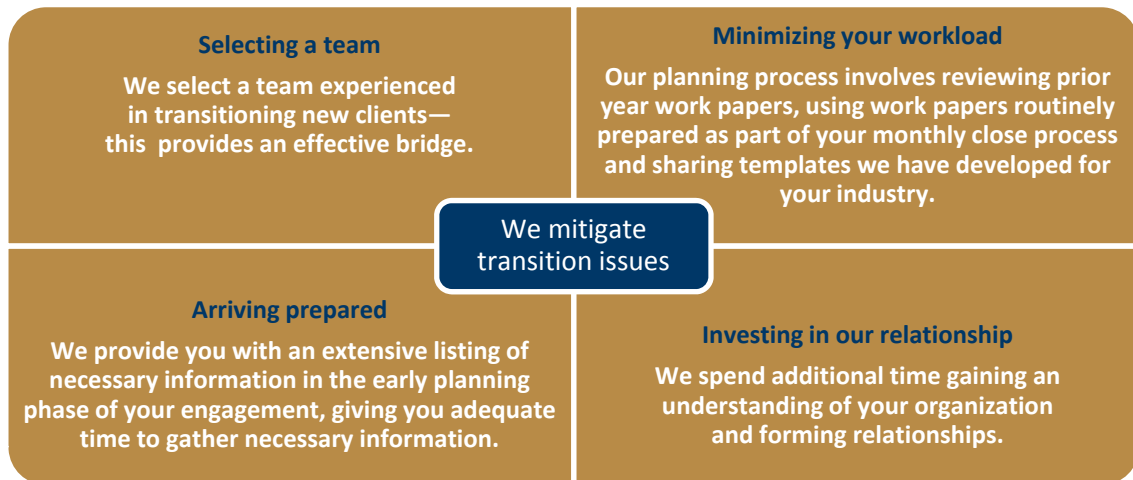 Selecting a team
We select a team experienced
in transitioning new clients—
this  provides an effective bridge.
Minimizing your workload
Our planning process involves reviewing prior
year work papers, using work papers routinely
prepared as part of your monthly close process
and sharing templates we have developed for
your industry.
We mitigate
transition issues
Arriving prepared
We provide you with an extensive listing of
necessary information in the early planning
phase of your engagement, giving you adequate
time to gather necessary information.
Investing in our relationship
We spend additional time gaining an
understanding of your organization
and forming relationships.